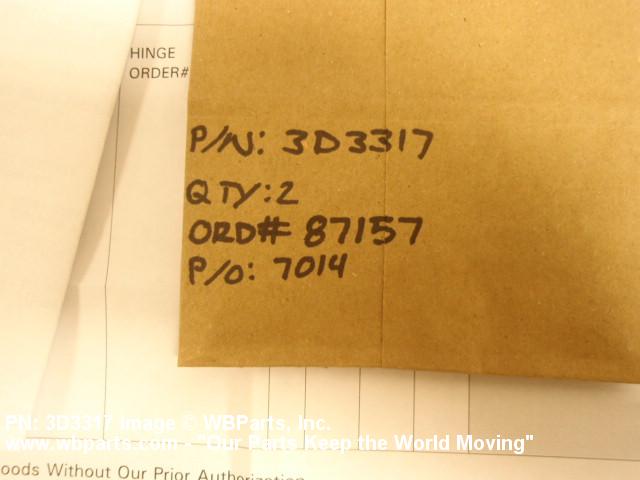 HINGE
ORDER#
P/N: 3D3317
QTY: 2
ORD# 87157
P/O: 7014
PN: 3D3317 image © WBParts, Inc.
www.wbparts.com - "Our Parts Keep the World Moving"
oods Without Our Prior Authorization